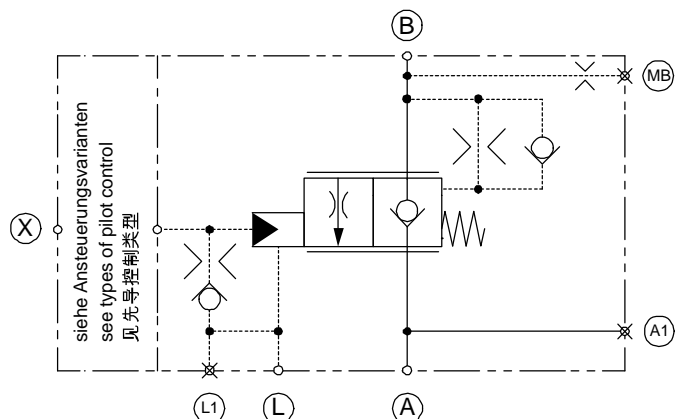 B
MB
siehe Ansteuerungsvarianten
see types of pilot control
见先导控制类型
X
A1
L1
L
A